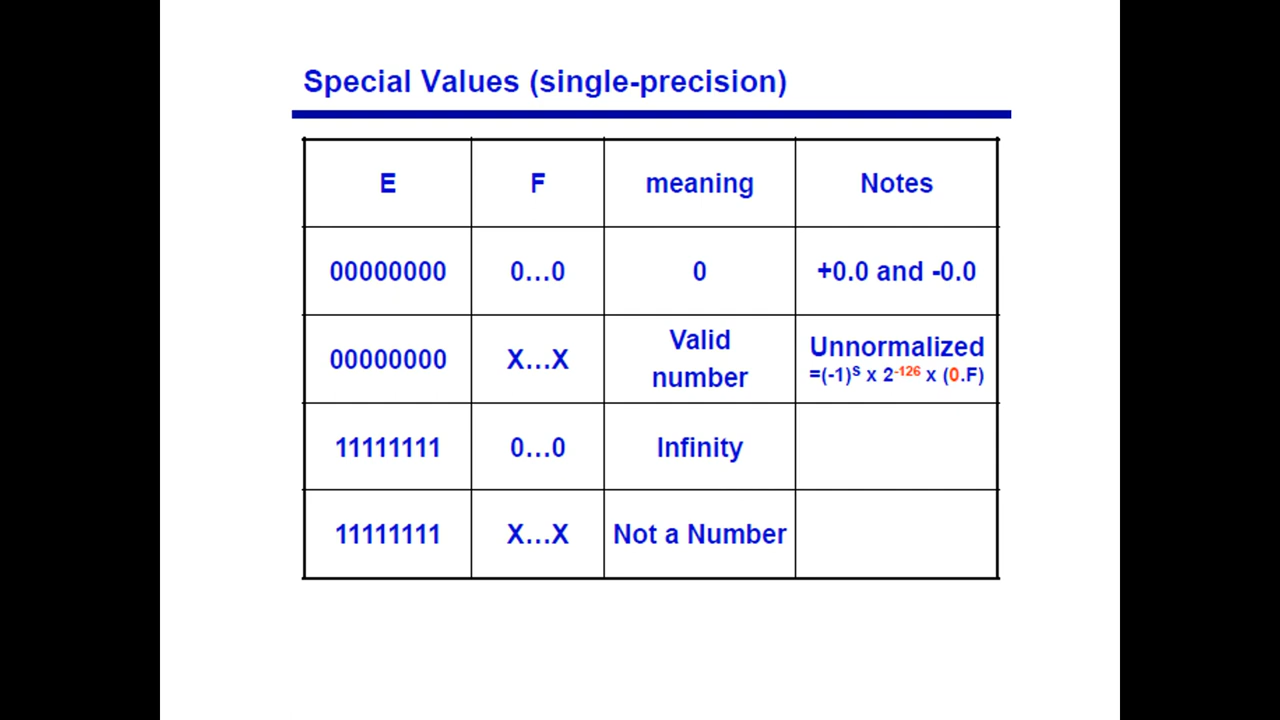 Special Values (single-precision)
E F meaning Notes
00000000 0...0 0 +0.0 and -0.0
00000000 X...X Valid number Unnormalized
=(-1)^S x 2^-126 x (0.F)
11111111 0...0 Infinity
11111111 X...X Not a Number